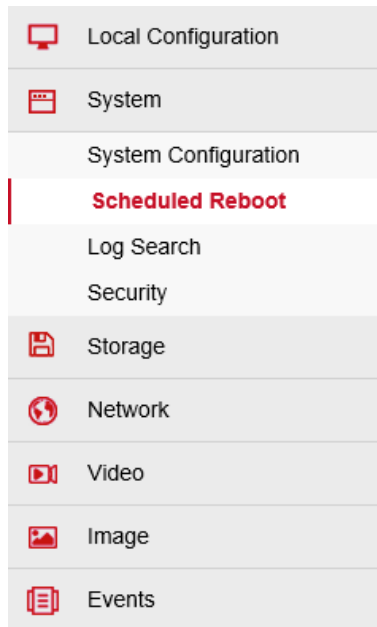 Local Configuration
System
System Configuration
Scheduled Reboot
Log Search
Security
Storage
Network
Video
Image
Events